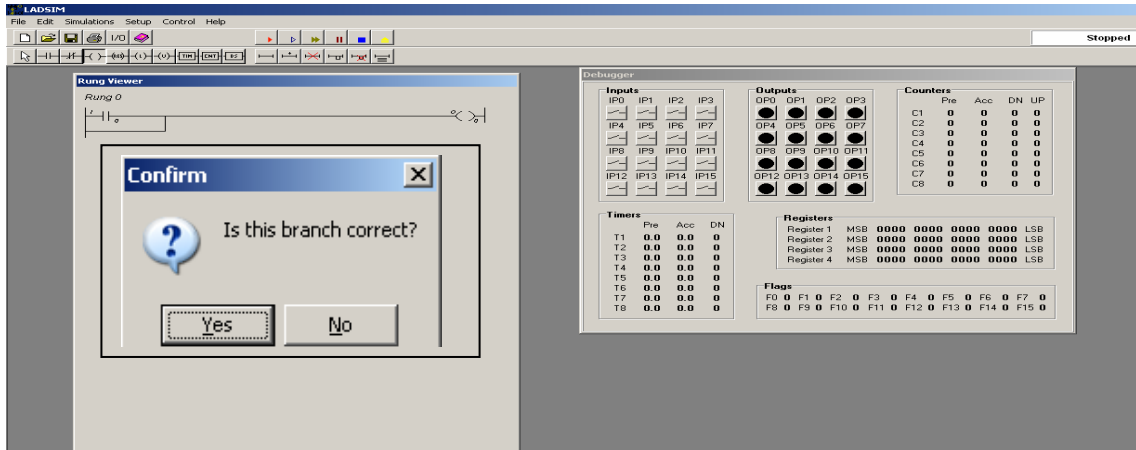 LADSIM
File Edit Simulations Setup Control Help
I/O
Stopped
TIM CNT RS
Rung Viewer
Rung 0
Confirm
Is this branch correct?
Yes No
Debugger
Inputs
IP0 IP1 IP2 IP3
IP4 IP5 IP6 IP7
IP8 IP9 IP10 IP11
IP12 IP13 IP14 IP15
Outputs
OP0 OP1 OP2 OP3
OP4 OP5 OP6 OP7
OP8 OP9 OP10 OP11
OP12 OP13 OP14 OP15
Counters
Pre Acc DN UP
C1 0 0 0 0
C2 0 0 0 0
C3 0 0 0 0
C4 0 0 0 0
C5 0 0 0 0
C6 0 0 0 0
C7 0 0 0 0
C8 0 0 0 0
Timers
Pre Acc DN
T1 0.0 0.0 0
T2 0.0 0.0 0
T3 0.0 0.0 0
T4 0.0 0.0 0
T5 0.0 0.0 0
T6 0.0 0.0 0
T7 0.0 0.0 0
T8 0.0 0.0 0
Registers
Register 1 MSB 0000 0000 0000 0000 LSB
Register 2 MSB 0000 0000 0000 0000 LSB
Register 3 MSB 0000 0000 0000 0000 LSB
Register 4 MSB 0000 0000 0000 0000 LSB
Flags
F0 0 F1 0 F2 0 F3 0 F4 0 F5 0 F6 0 F7 0
F8 0 F9 0 F10 0 F11 0 F12 0 F13 0 F14 0 F15 0